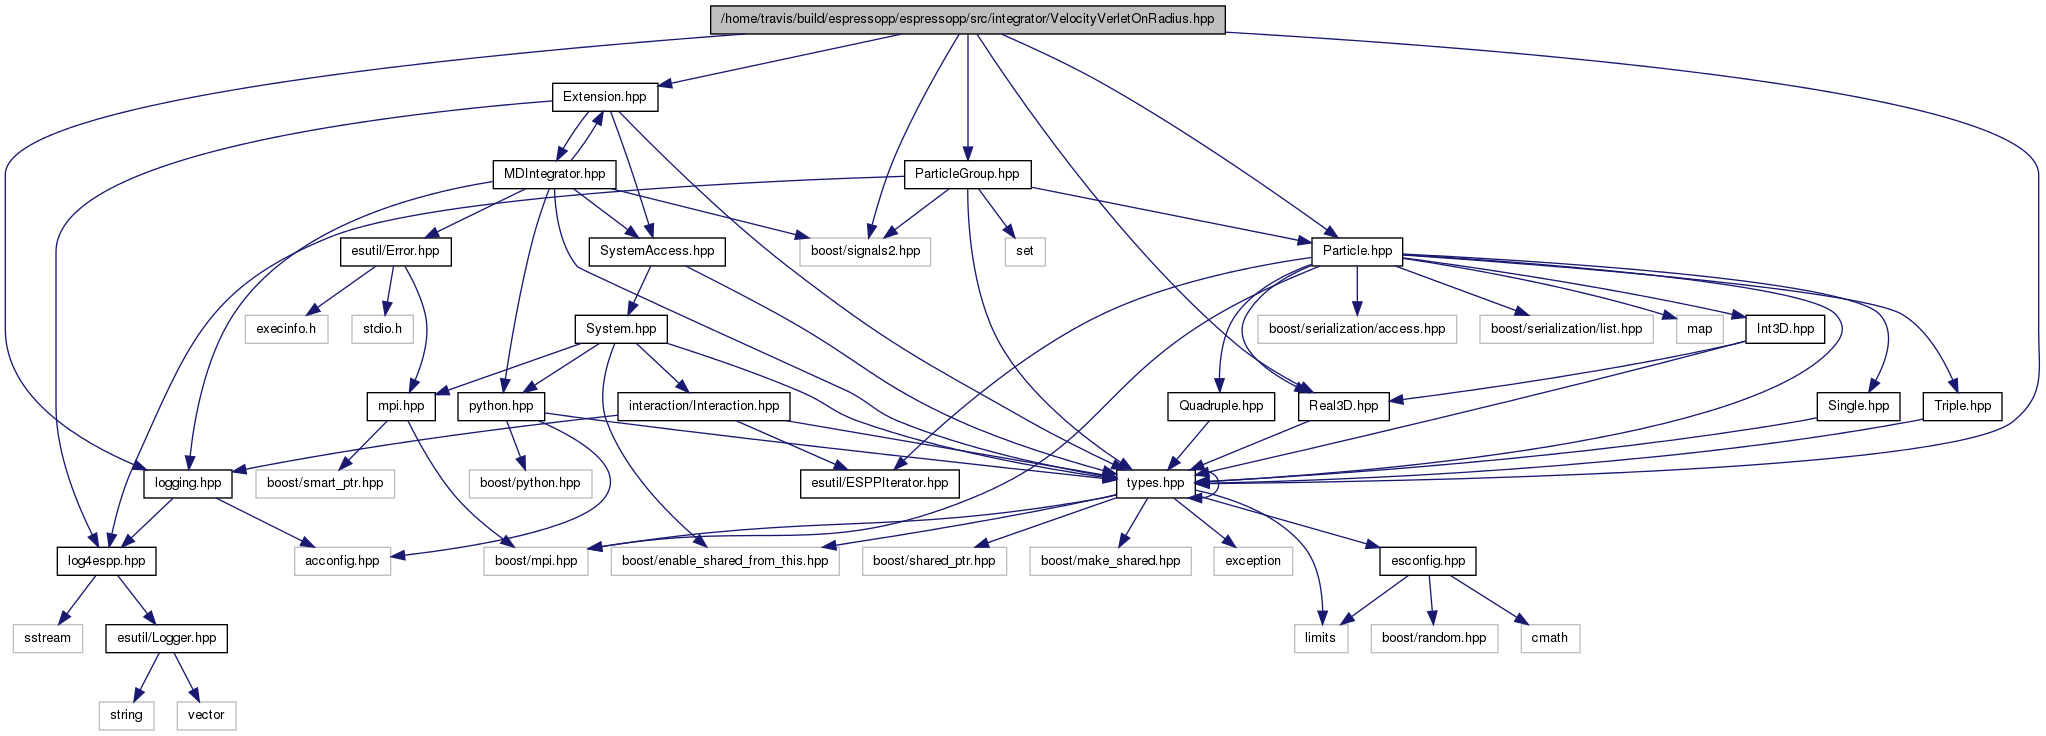 /home/travis/build/espressopp/espressopp/src/integrator/VelocityVerletOnRadius.hpp
Extension.hpp
MDIntegrator.hpp
ParticleGroup.hpp
esutil/Error.hpp
SystemAccess.hpp
boost/signals2.hpp
set
Particle.hpp
execinfo.h
stdio.h
System.hpp
boost/serialization/access.hpp
boost/serialization/list.hpp
map
Int3D.hpp
mpi.hpp
python.hpp
interaction/Interaction.hpp
Quadruple.hpp
Real3D.hpp
Single.hpp
Triple.hpp
logging.hpp
boost/smart_ptr.hpp
boost/python.hpp
esutil/ESPPIterator.hpp
types.hpp
log4espp.hpp
acconfig.hpp
boost/mpi.hpp
boost/enable_shared_from_this.hpp
boost/shared_ptr.hpp
boost/make_shared.hpp
exception
esconfig.hpp
sstream
esutil/Logger.hpp
limits
boost/random.hpp
cmath
string
vector